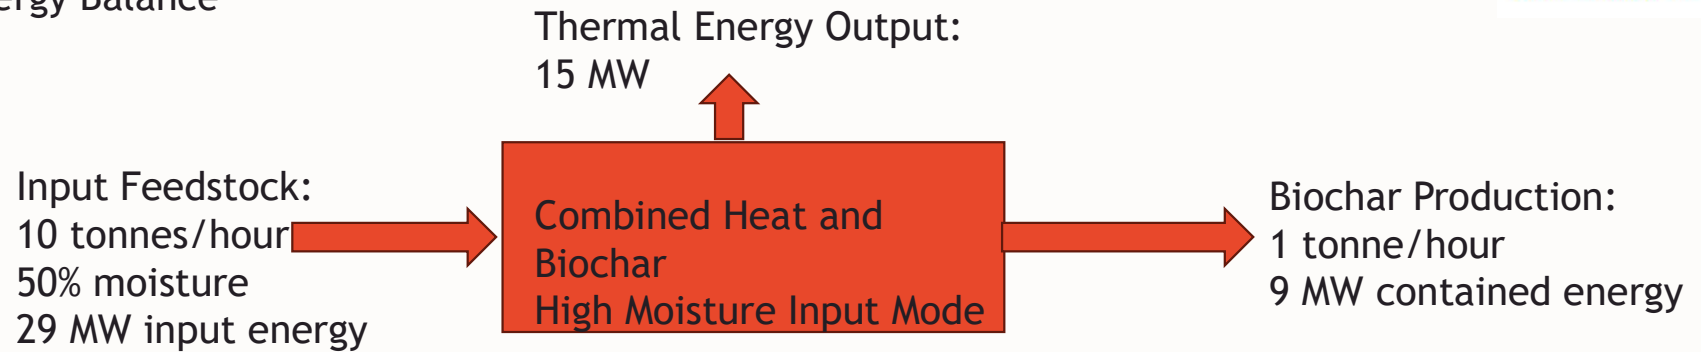 Balance
Thermal Energy Output:
15 MW
Input Feedstock:
10 tonnes/hour
50% moisture
29 MW input energy
Combined Heat and
Biochar
High Moisture Input Mode
Biochar Production:
1 tonne/hour
9 MW contained energy